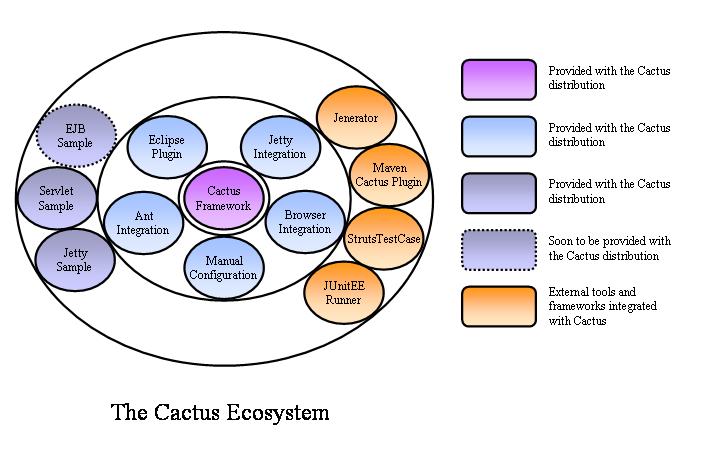 EJB
Sample
Servlet
Sample
Jetty
Sample
Eclipse
Plugin
Jetty
Integration
Ant
Integration
Cactus
Framework
Browser
Integration
Manual
Configuration
Jenerator
Maven
Cactus Plugin
StrutsTestCase
JUnitEE
Runner
Provided with the Cactus
distribution
Provided with the Cactus
distribution
Provided with the Cactus
distribution
Soon to be provided with
the Cactus distribution
External tools and
frameworks integrated
with Cactus
The Cactus Ecosystem